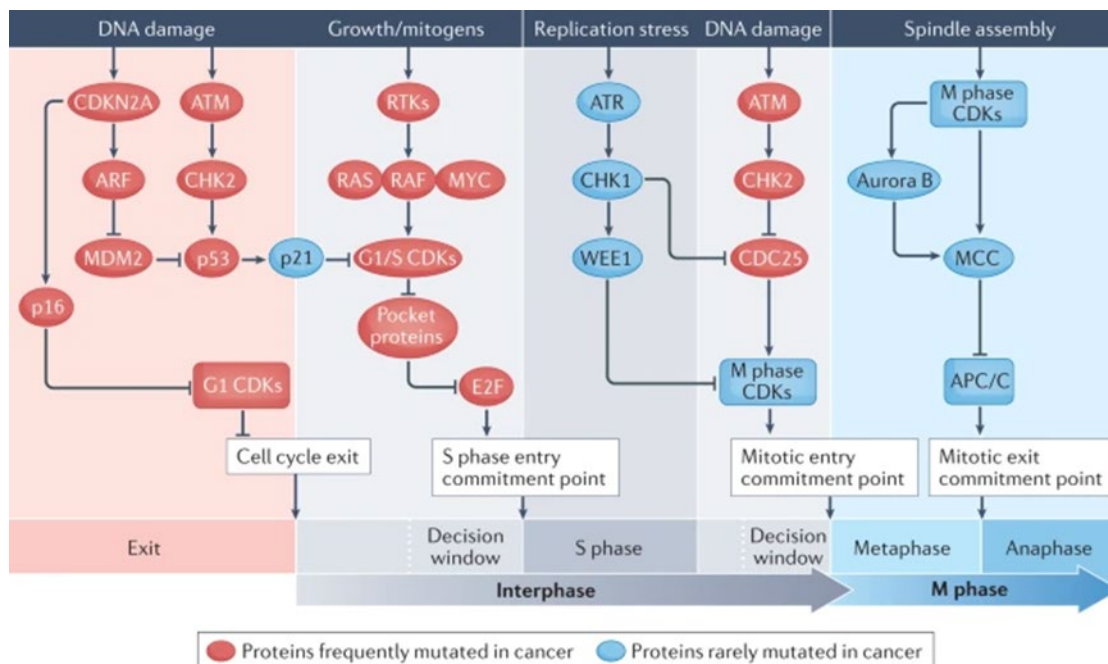 DNA damage
Growth/mitogens
Replication stress
DNA damage
Spindle assembly
CDKN2A
ATM
RTKs
ATR
ATM
M phase
CDKs
ARF
CHK2
RAS
RAF
MYC
CHK1
CHK2
Aurora B
MDM2
p53
p21
G1/S CDKs
WEE1
CDC25
MCC
p16
Pocket
proteins
G1 CDKs
E2F
M phase
CDKs
APC/C
Cell cycle exit
S phase entry
commitment point
Mitotic entry
commitment point
Mitotic exit
commitment point
Exit
Decision
window
S phase
Decision
window
Metaphase
Anaphase
Interphase
M phase
Proteins frequently mutated in cancer
Proteins rarely mutated in cancer